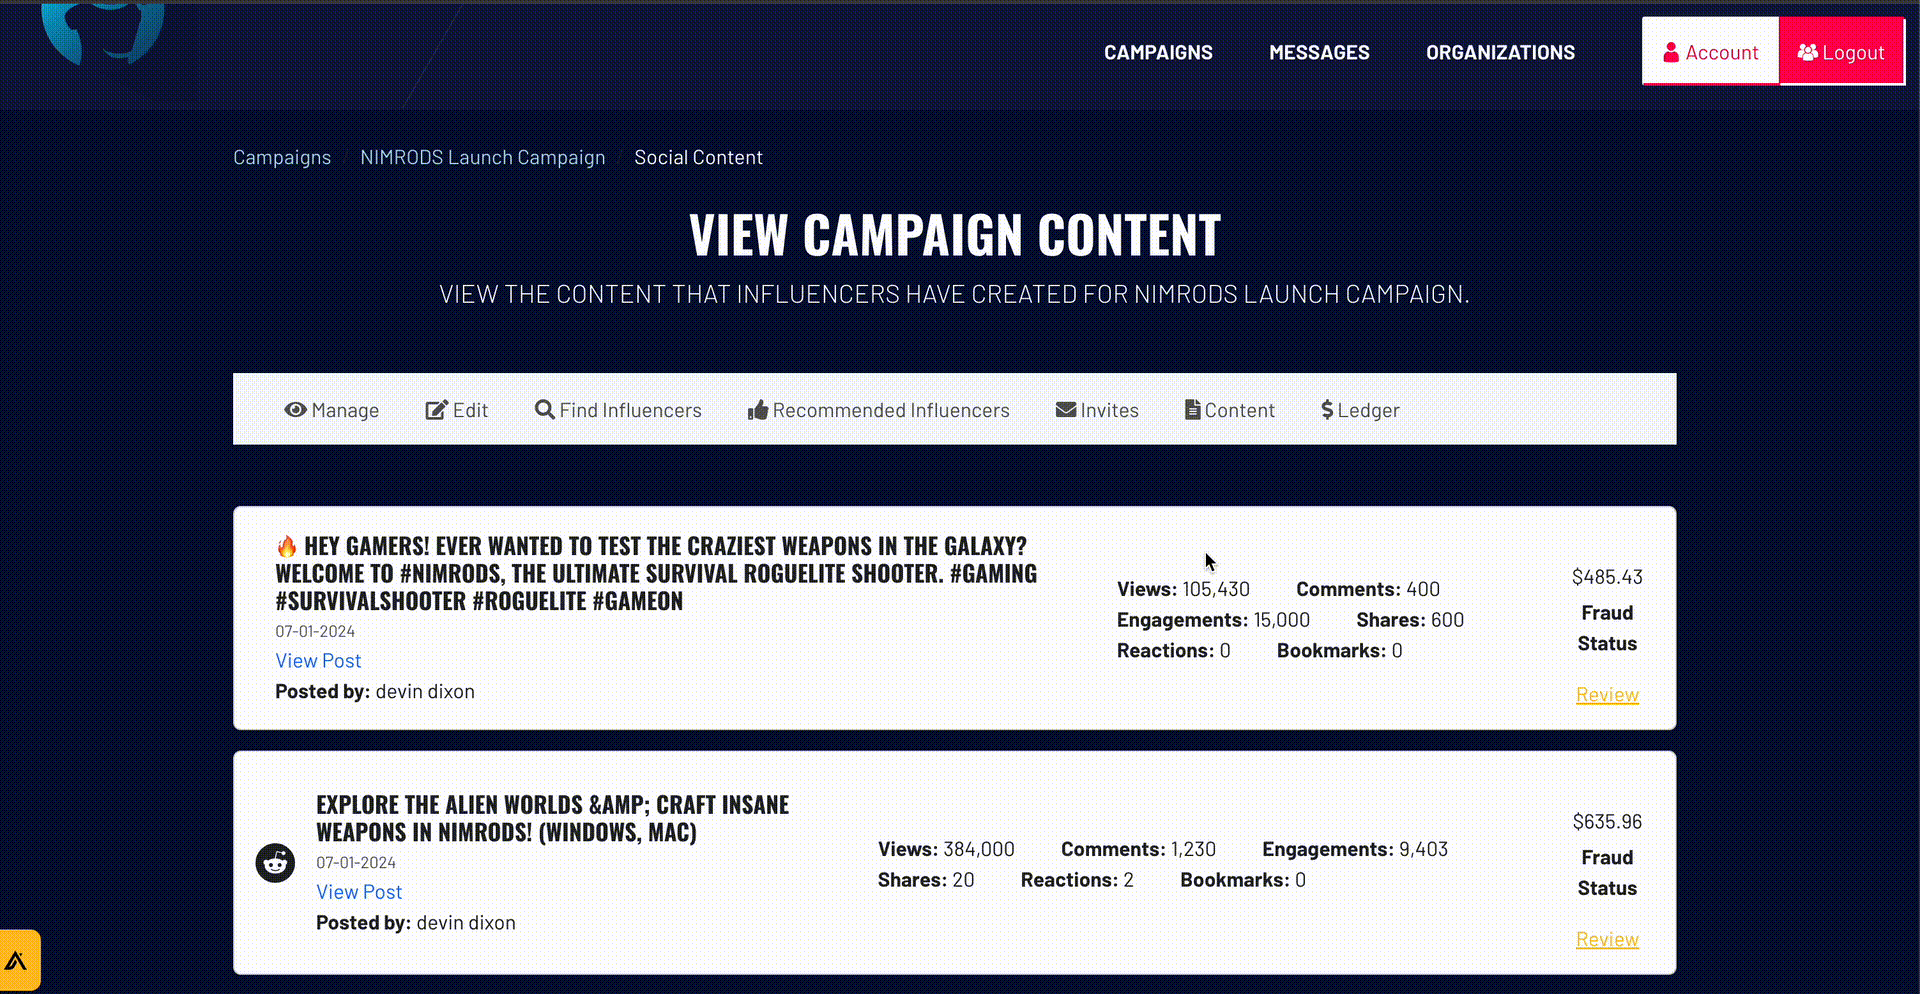 CAMPAIGNS MESSAGES ORGANIZATIONS Account Logout
Campaigns / NIMRODS Launch Campaign / Social Content
VIEW CAMPAIGN CONTENT
VIEW THE CONTENT THAT INFLUENCERS HAVE CREATED FOR NIMRODS LAUNCH CAMPAIGN.
Manage Edit Find Influencers Recommended Influencers Invites Content $ Ledger
🔥 HEY GAMERS! EVER WANTED TO TEST THE CRAZIEST WEAPONS IN THE GALAXY?
WELCOME TO #NIMRODS, THE ULTIMATE SURVIVAL ROGUELITE SHOOTER. #GAMING
#SURVIVALSHOOTER #ROGUELITE #GAMEON
07-01-2024
View Post
Posted by: devin dixon
Views: 105,430 Comments: 400
Engagements: 15,000 Shares: 600
Reactions: 0 Bookmarks: 0
$485.43
Fraud
Status
Review
EXPLORE THE ALIEN WORLDS &AMP; CRAFT INSANE
WEAPONS IN NIMRODS! (WINDOWS, MAC)
07-01-2024
View Post
Posted by: devin dixon
Views: 384,000 Comments: 1,230 Engagements: 9,403
Shares: 20 Reactions: 2 Bookmarks: 0
$635.96
Fraud
Status
Review